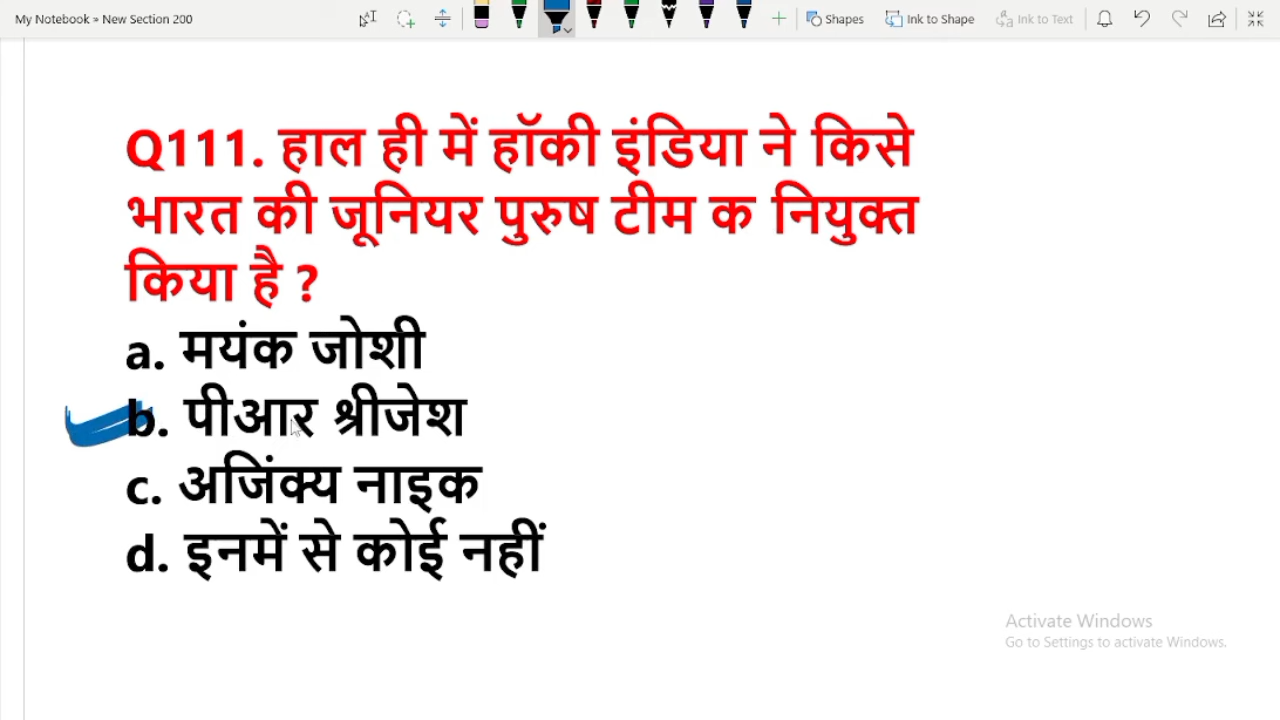 My Notebook » New Section 200
Shapes
Ink to Shape
Ink to Text
Q111. हाल ही में हॉकी इंडिया ने किसे
भारत की जूनियर पुरुष टीम क नियुक्त
किया है ?
a. मयंक जोशी
b. पीआर श्रीजेश
c. अजिंक्य नाइक
d. इनमें से कोई नहीं
Activate Windows
Go to Settings to activate Windows.